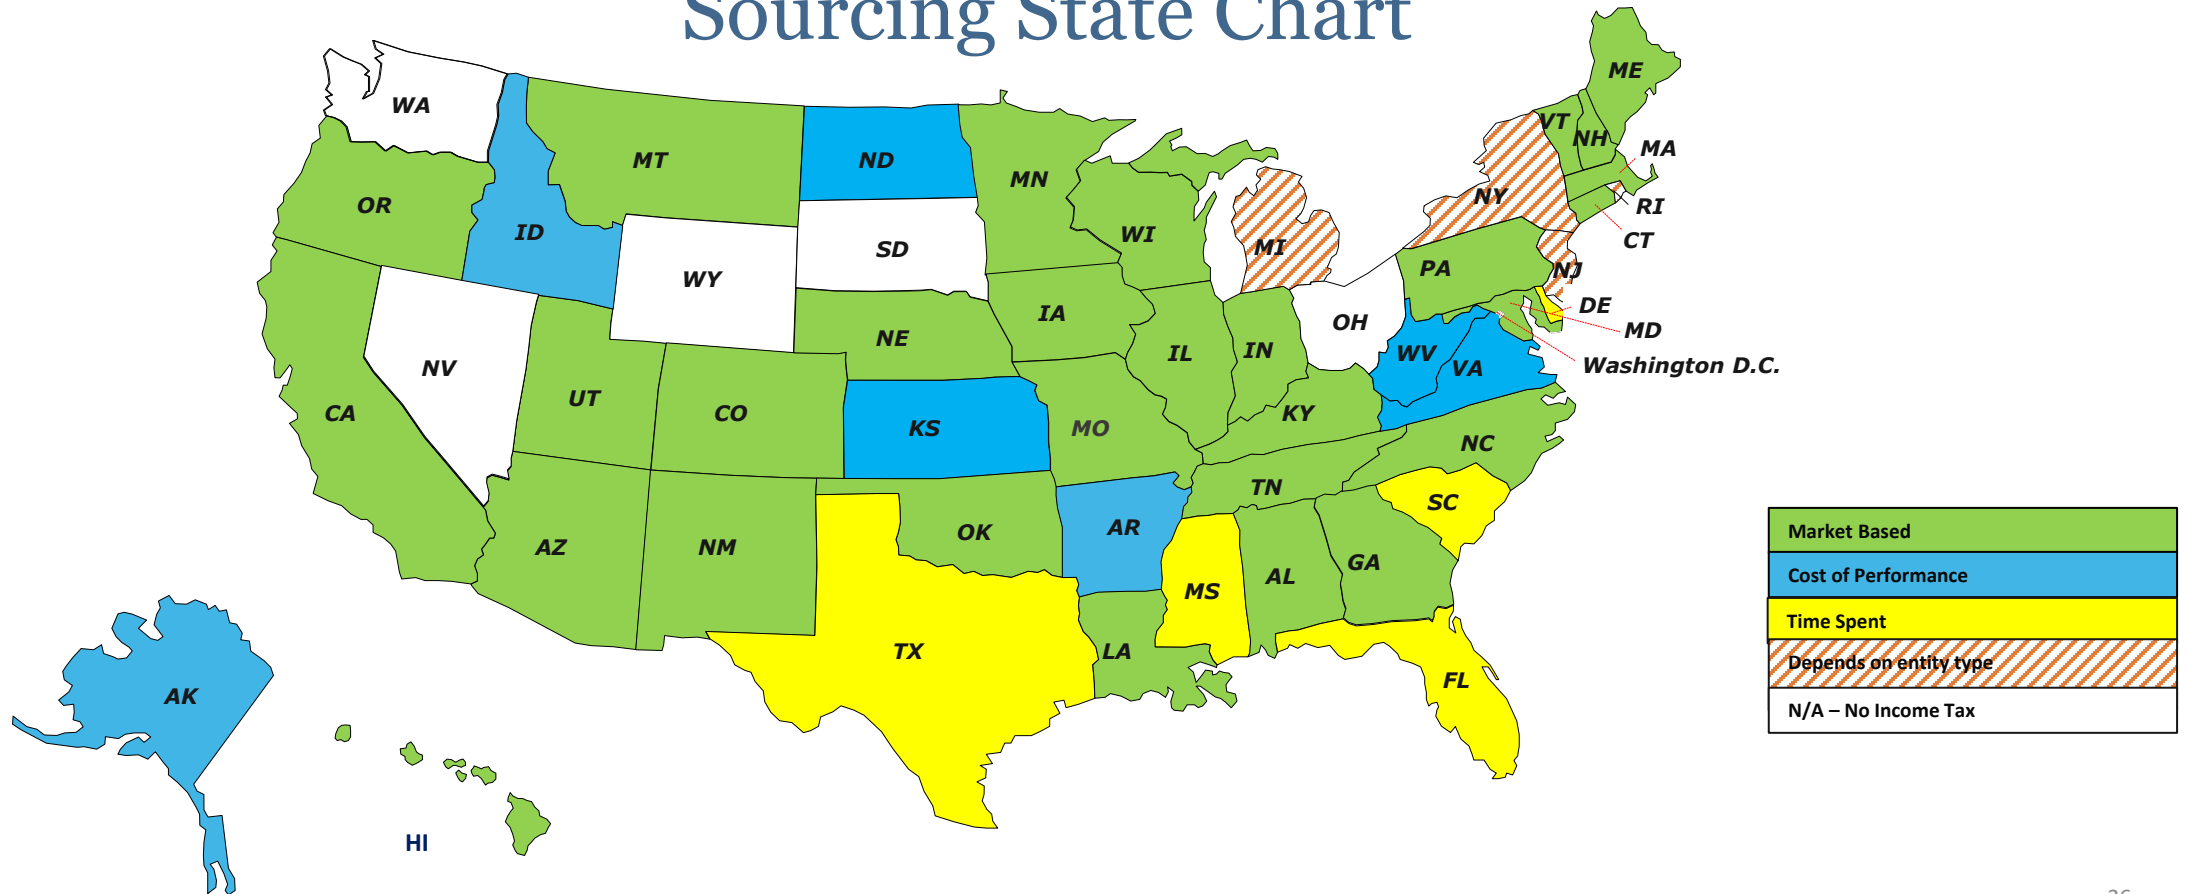 Sourcing State Chart
ME
WA
VT
NH
MA
MT
ND
MN
NY
RI
OR
ID
WI
CT
SD
MI
PA
NJ
WY
DE
IA
OH
MD
NE
IL
IN
WV
VA
Washington D.C.
NV
UT
CA
CO
KS
MO
KY
NC
TN
SC
AR
OK
AZ
NM
GA
AL
MS
TX
LA
FL
AK
HI
Market Based
Cost of Performance
Time Spent
Depends on entity type
N/A – No Income Tax